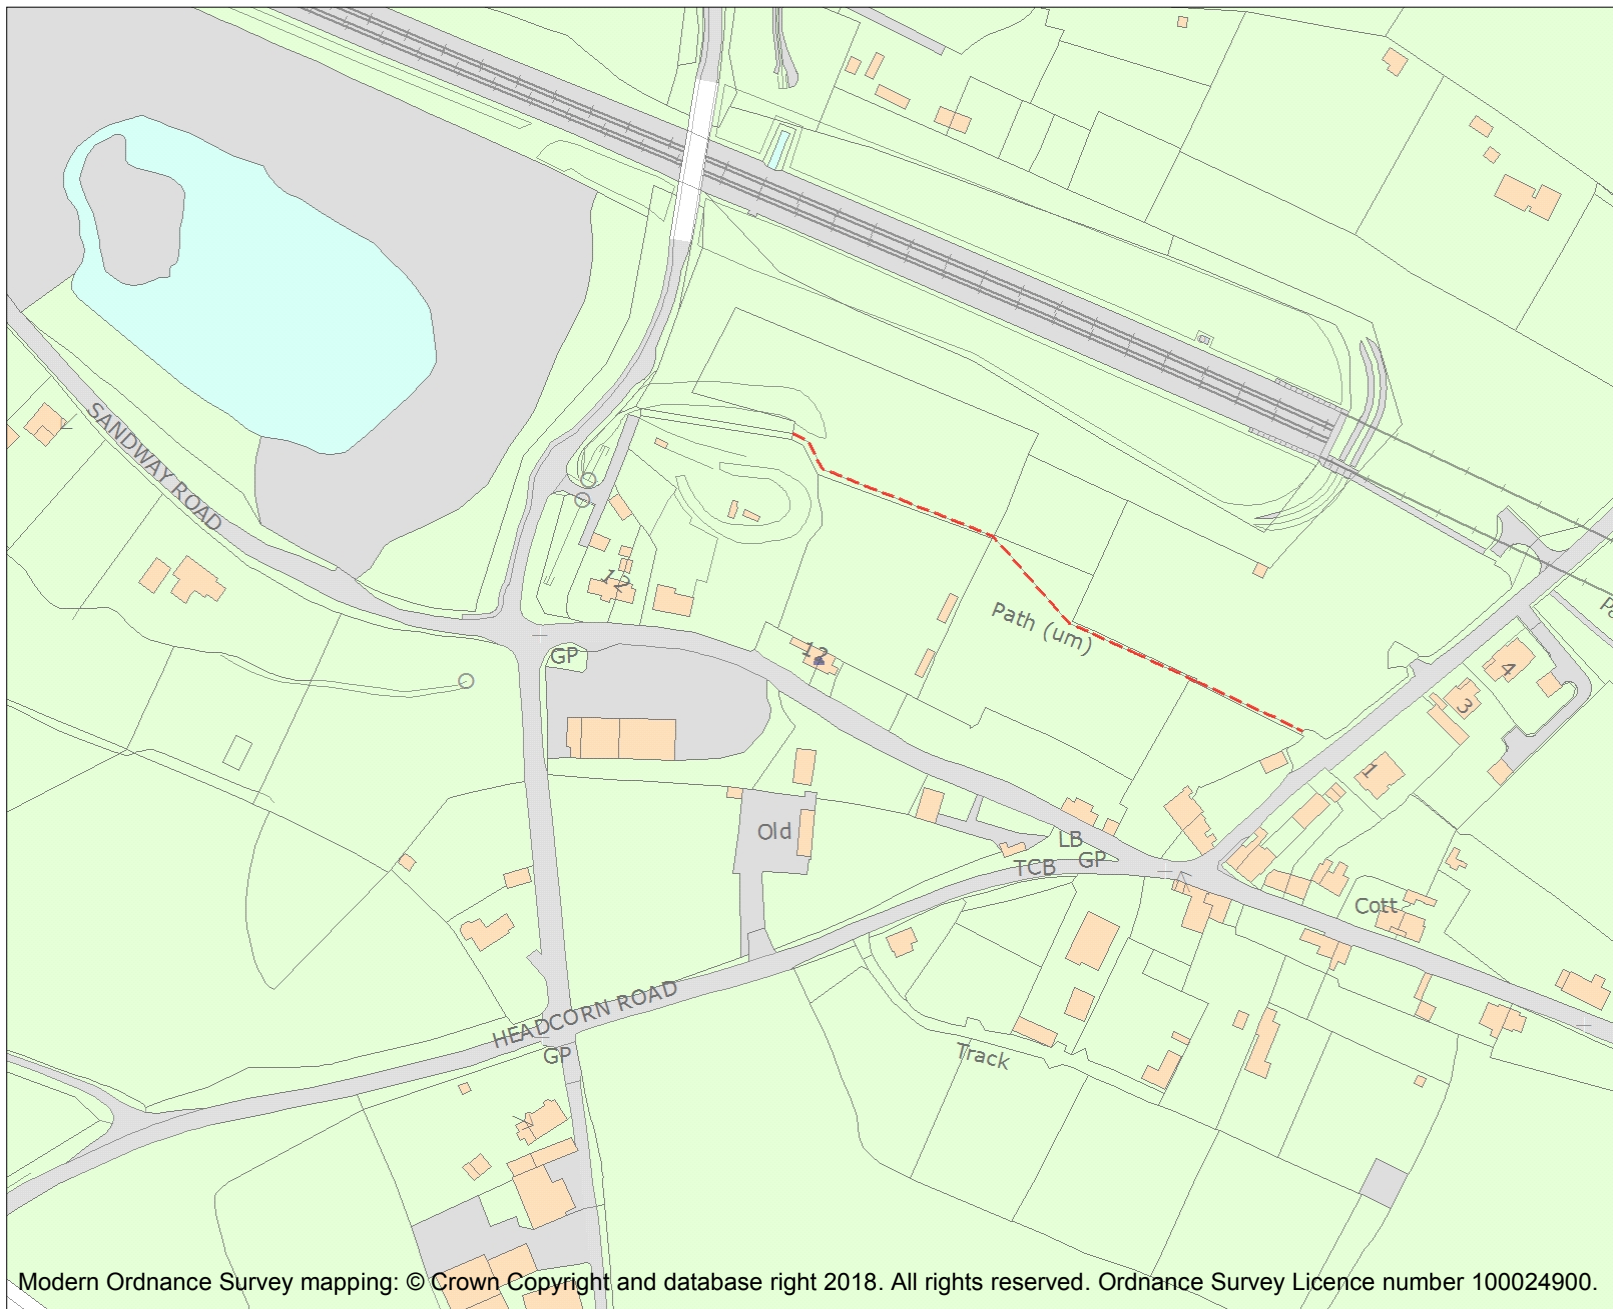 SANDWAY ROAD
12
Path (um)
12
GP
4
3
1
Old
LB
GP
TCB
Cott
HEADCORN ROAD
GP
Track
Modern Ordnance Survey mapping: © Crown Copyright and database right 2018. All rights reserved. Ordnance Survey Licence number 100024900.